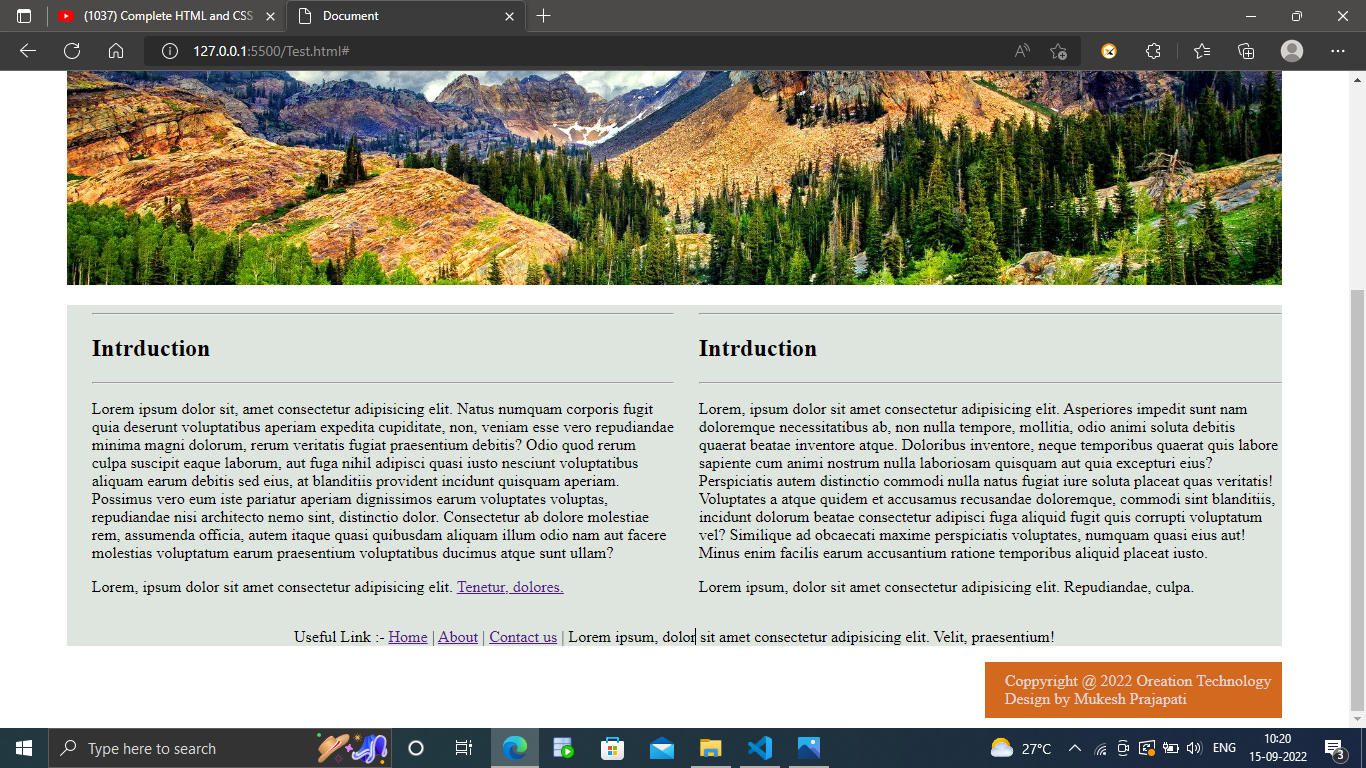 (1037) Complete HTML and CSS
Document
127.0.0.1:5500/Test.html#
Intrduction
Lorem ipsum dolor sit, amet consectetur adipisicing elit. Natus numquam corporis fugit
quia deserunt voluptatibus aperiam expedita cupiditate, non, veniam esse vero repudiandae
minima magni dolorum, rerum veritatis fugiat praesentium debitis? Odio quod rerum
culpa suscipit eaque laborum, aut fuga nihil adipisci quasi iusto nesciunt voluptatibus
aliquam earum debitis sed eius, at blanditiis provident incidunt quisquam aperiam.
Possimus vero eum iste pariatur aperiam dignissimos earum voluptates voluptas,
repudiandae nisi architecto nemo sint, distinctio dolor. Consectetur ab dolore molestiae
rem, assumenda officia, autem itaque quasi quibusdam aliquam illum odio nam aut facere
molestias voluptatum earum praesentium voluptatibus ducimus atque sunt ullam?
Lorem, ipsum dolor sit amet consectetur adipisicing elit. Tenetur, dolores.
Intrduction
Lorem, ipsum dolor sit amet consectetur adipisicing elit. Asperiores impedit sunt nam
doloremque necessitatibus ab, non nulla tempore, mollitia, odio animi soluta debitis
quaerat beatae inventore atque. Doloribus inventore, neque temporibus quaerat quis labore
sapiente cum animi nostrum nulla laboriosam quisquam aut quia excepturi eius?
Perspiciatis autem distinctio commodi nulla natus fugiat iure soluta placeat quas veritatis!
Voluptates a atque quidem et accusamus recusandae doloremque, commodi sint blanditiis,
incidunt dolorum beatae consectetur adipisci fuga aliquid fugit quis corrupti voluptatum
vel? Similique ad obcaecati maxime perspiciatis voluptates, numquam quasi eius aut!
Minus enim facilis earum accusantium ratione temporibus aliquid placeat iusto.
Lorem ipsum, dolor sit amet consectetur adipisicing elit. Repudiandae, culpa.
Useful Link :- Home | About | Contact us | Lorem ipsum, dolor sit amet consectetur adipisicing elit. Velit, praesentium!
Coppyright @ 2022 Oreation Technology
Design by Mukesh Prajapati
Type here to search
27°C
ENG
10:20
15-09-2022
3